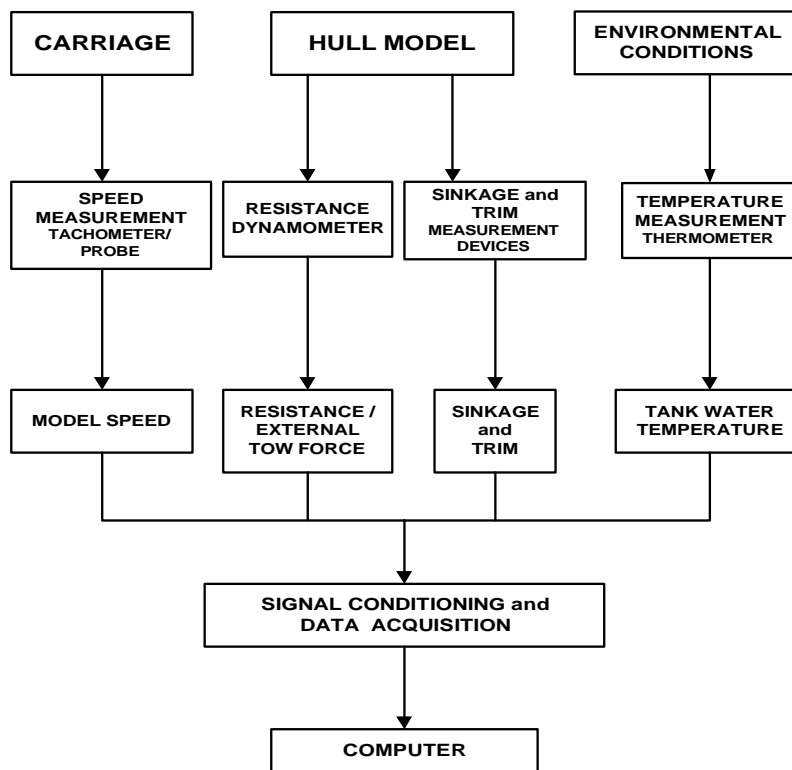 CARRIAGE
HULL MODEL
ENVIRONMENTAL
CONDITIONS
SPEED
MEASUREMENT
TACHOMETER/
PROBE
RESISTANCE
DYNAMOMETER
SINKAGE and
TRIM
MEASUREMENT
DEVICES
TEMPERATURE
MEASUREMENT
THERMOMETER
MODEL SPEED
RESISTANCE /
EXTERNAL
TOW FORCE
SINKAGE
and
TRIM
TANK WATER
TEMPERATURE
SIGNAL CONDITIONING and
DATA ACQUISITION
COMPUTER